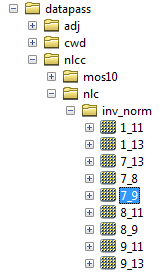 datapass
adj
cwd
nlcc
mos10
nlc
inv_norm
1_11
1_13
7_13
7_8
7_9
8_11
8_9
9_11
9_13